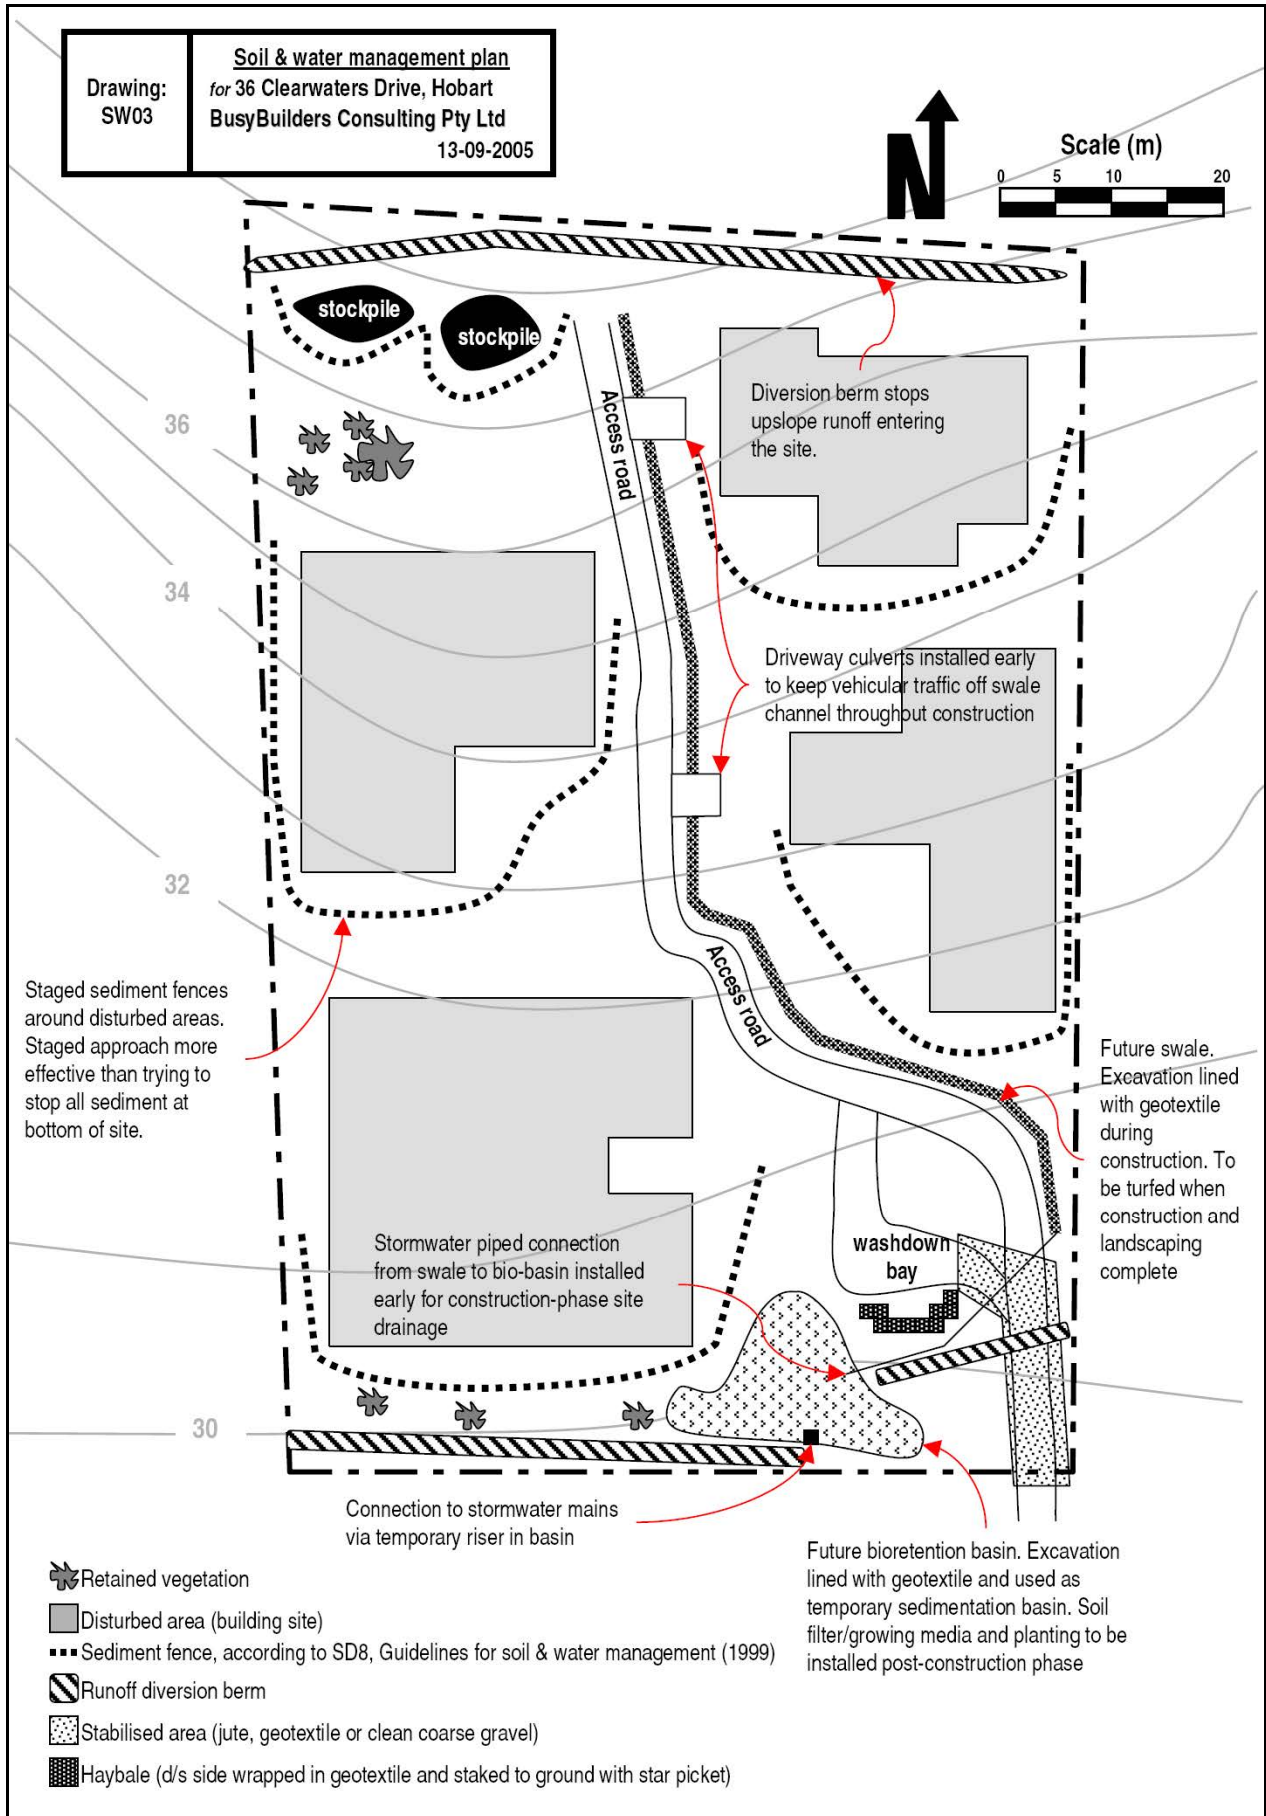 Drawing:
SW03
Soil & water management plan
for 36 Clearwaters Drive, Hobart
BusyBuilders Consulting Pty Ltd
13-09-2005
N
Scale (m)
0 5 10 20
stockpile
stockpile
Access road
Diversion berm stops
upslope runoff entering
the site.
36
34
Driveway culverts installed early
to keep vehicular traffic off swale
channel throughout construction
32
Access road
Staged sediment fences
around disturbed areas.
Staged approach more
effective than trying to
stop all sediment at
bottom of site.
Future swale.
Excavation lined
with geotextile
during
construction. To
be turfed when
construction and
landscaping
complete
Stormwater piped connection
from swale to bio-basin installed
early for construction-phase site
drainage
washdown
bay
30
Connection to stormwater mains
via temporary riser in basin
Future bioretention basin. Excavation
lined with geotextile and used as
temporary sedimentation basin. Soil
filter/growing media and planting to be
installed post-construction phase
Retained vegetation
Disturbed area (building site)
Sediment fence, according to SD8, Guidelines for soil & water management (1999)
Runoff diversion berm
Stabilised area (jute, geotextile or clean coarse gravel)
Haybale (d/s side wrapped in geotextile and staked to ground with star picket)